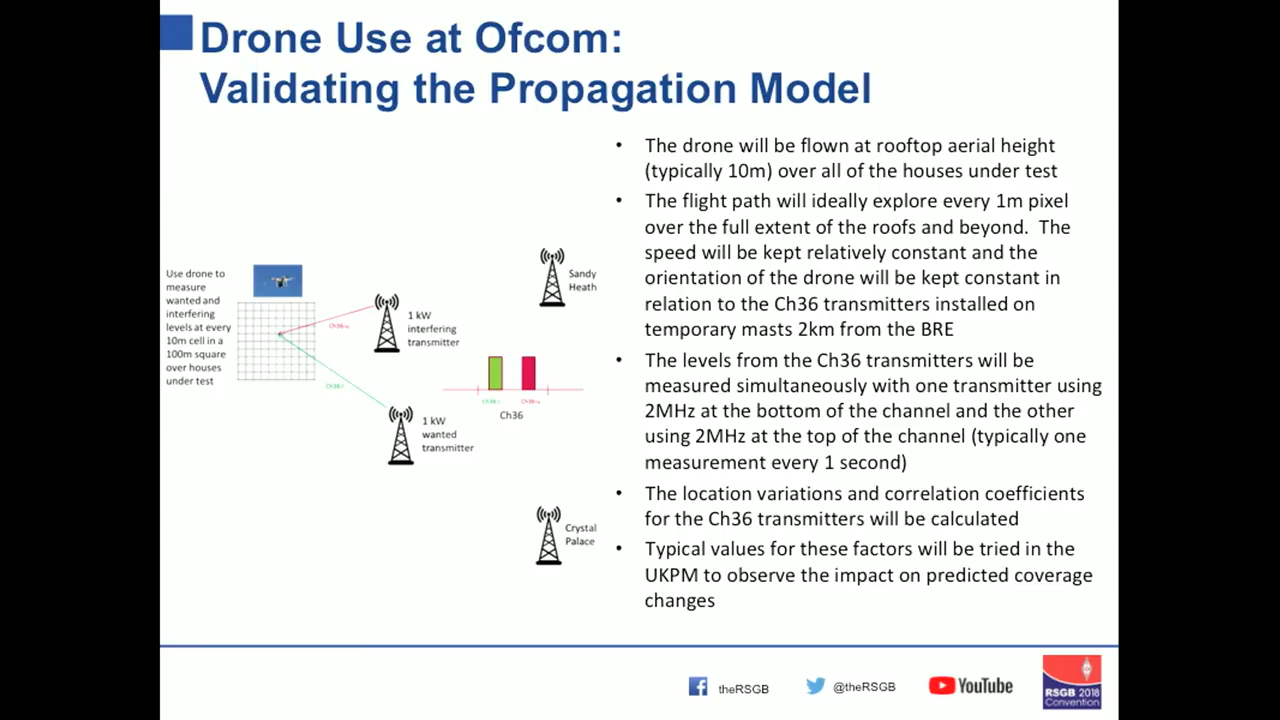 Drone Use at Ofcom:
Validating the Propagation Model
• The drone will be flown at rooftop aerial height
(typically 10m) over all of the houses under test
• The flight path will ideally explore every 1m pixel
over the full extent of the roofs and beyond. The
speed will be kept relatively constant and the
orientation of the drone will be kept constant in
relation to the Ch36 transmitters installed on
temporary masts 2km from the BRE
• The levels from the Ch36 transmitters will be
measured simultaneously with one transmitter using
2MHz at the bottom of the channel and the other
using 2MHz at the top of the channel (typically one
measurement every 1 second)
• The location variations and correlation coefficients
for the Ch36 transmitters will be calculated
• Typical values for these factors will be tried in the
UKPM to observe the impact on predicted coverage
changes
Use drone to
measure
wanted and
interfering
levels at every
10m cell in a
100m square
over houses
under test
1 kW
interfering
transmitter
1 kW
wanted
transmitter
Sandy
Heath
Ch36
Crystal
Palace
theRSGB
@theRSGB
YouTube
RSGB 2018
Convention